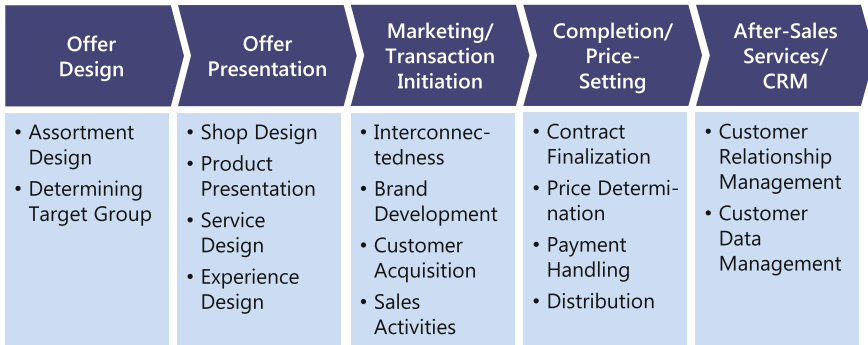 Offer
Design
Offer
Presentation
Marketing/
Transaction
Initiation
Completion/
Price-
Setting
After-Sales
Services/
CRM
• Assortment
Design
• Determining
Target Group
• Shop Design
• Product
Presentation
• Service
Design
• Experience
Design
• Interconnec-
tedness
• Brand
Development
• Customer
Acquisition
• Sales
Activities
• Contract
Finalization
• Price Determi-
nation
• Payment
Handling
• Distribution
• Customer
Relationship
Management
• Customer
Data
Management